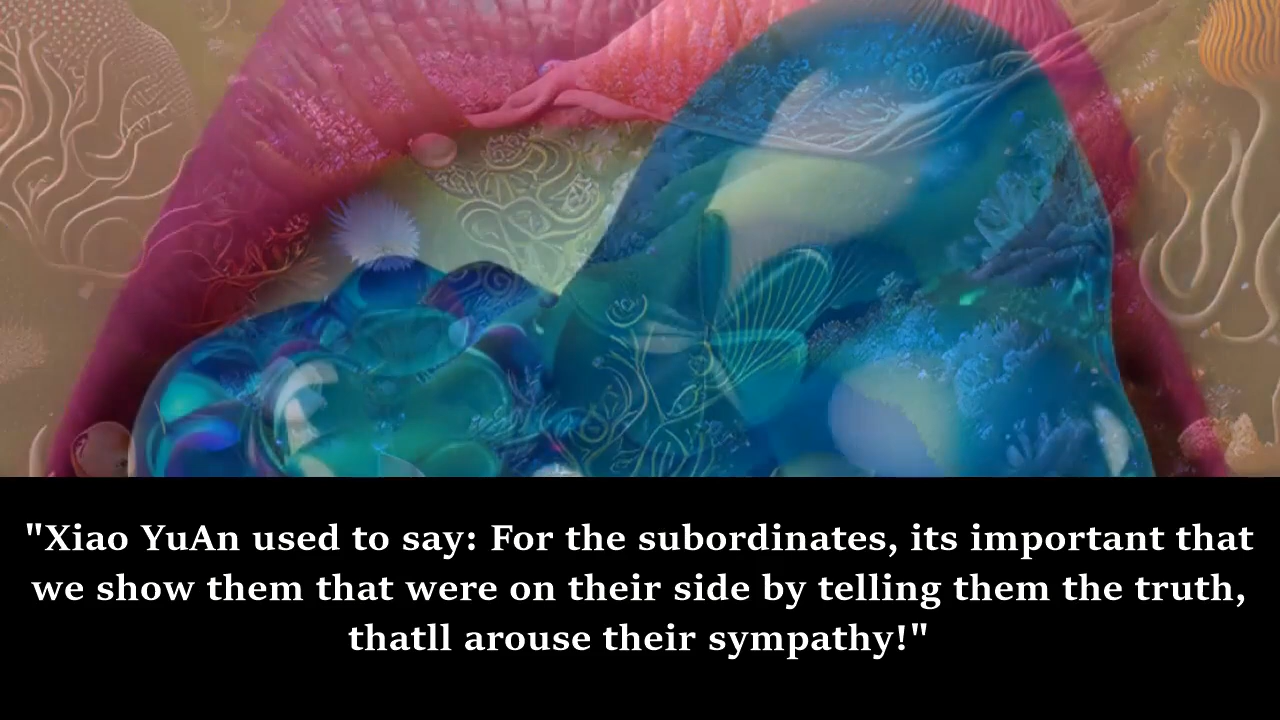 "Xiao YuAn used to say: For the subordinates, its important that
we show them that were on their side by telling them the truth,
thatll arouse their sympathy!"